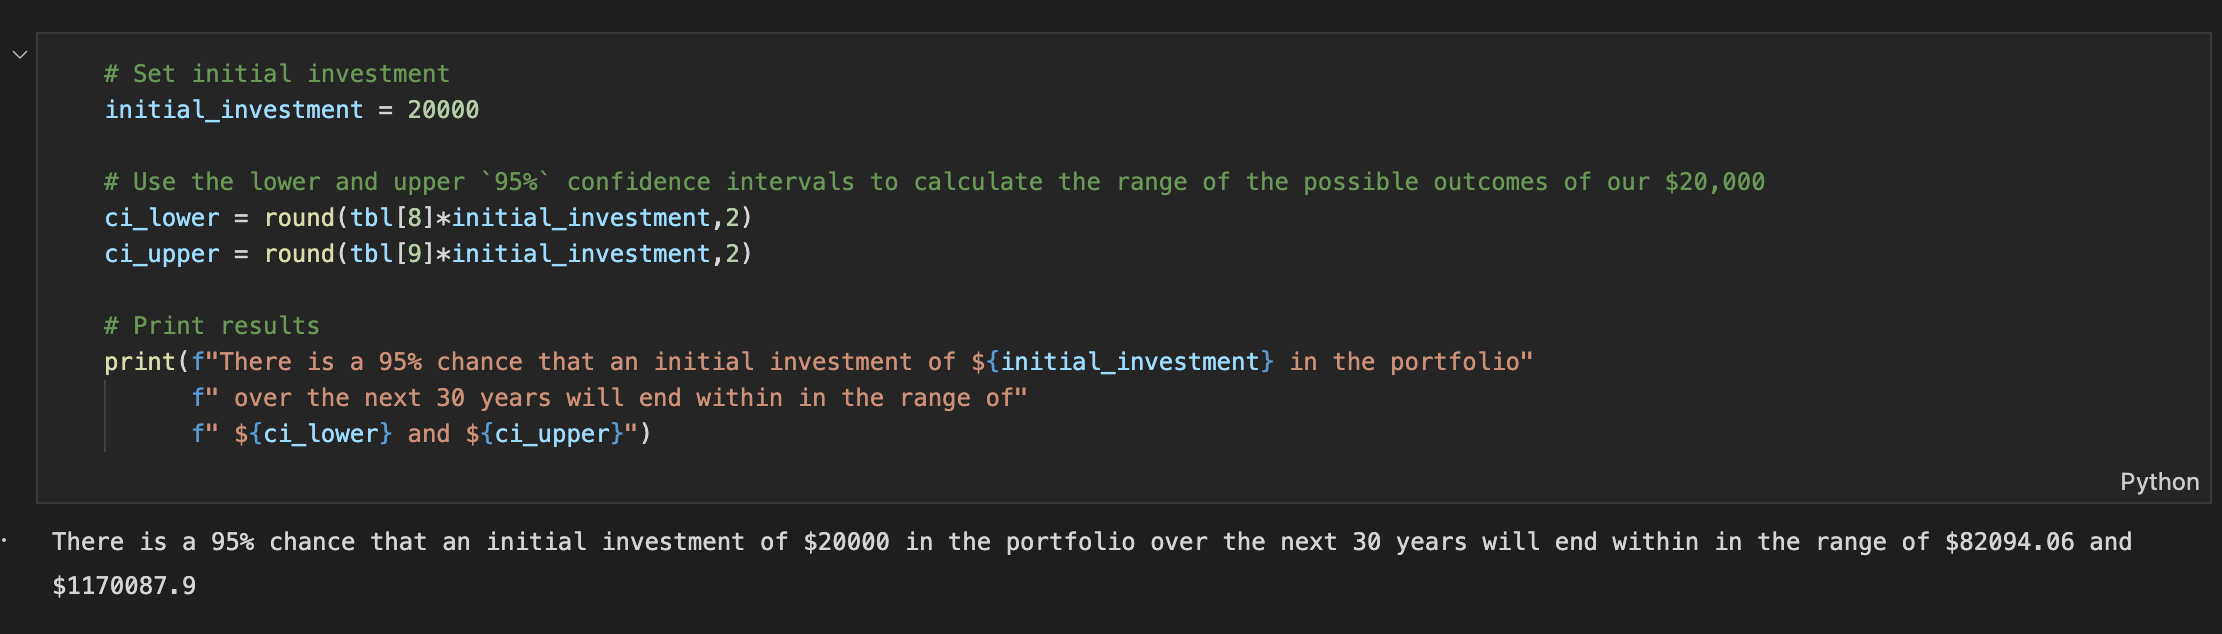 # Set initial investment
initial_investment = 20000
# Use the lower and upper `95%` confidence intervals to calculate the range of the possible outcomes of our $20,000
ci_lower = round(tbl[8]*initial_investment,2)
ci_upper = round(tbl[9]*initial_investment,2)
# Print results
print(f"There is a 95% chance that an initial investment of ${initial_investment} in the portfolio"
f" over the next 30 years will end within in the range of"
f" ${ci_lower} and ${ci_upper}")
Python
There is a 95% chance that an initial investment of $20000 in the portfolio over the next 30 years will end within in the range of $82094.06 and
$1170087.9